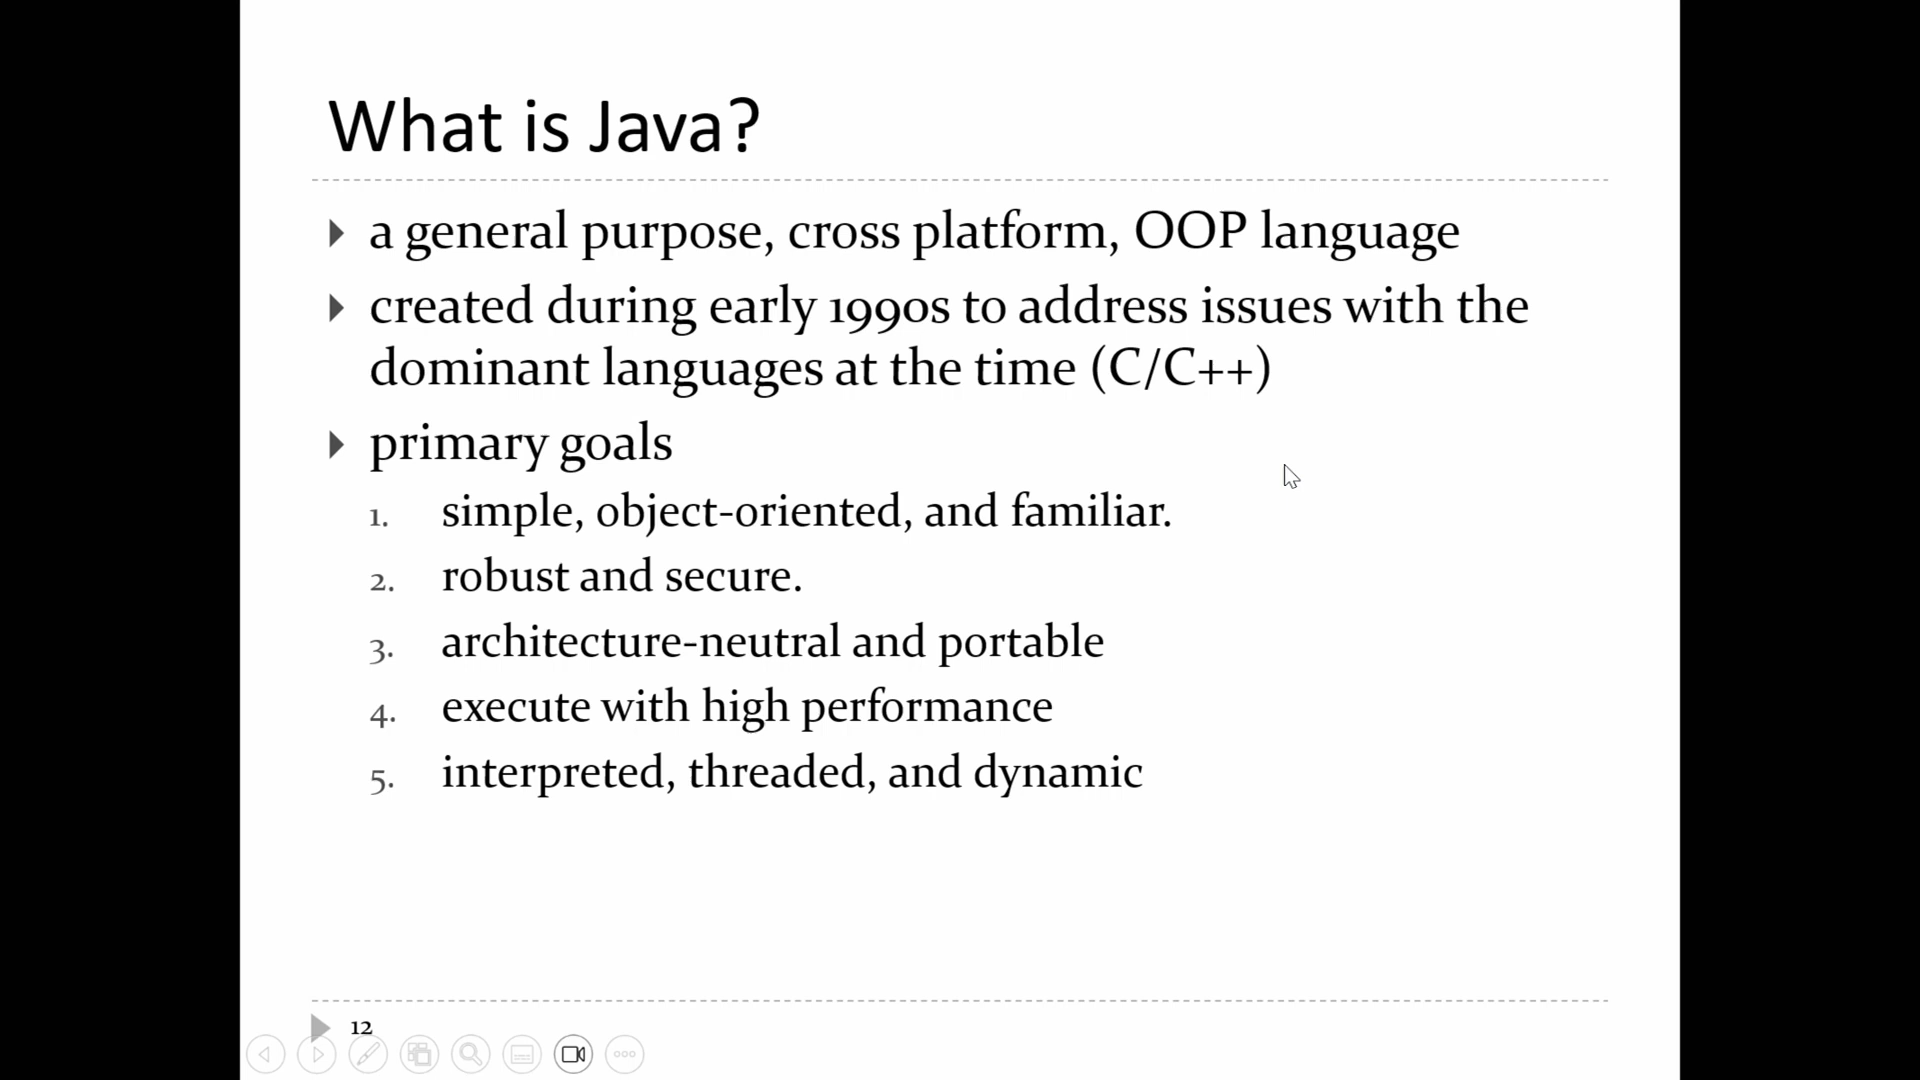 What is Java?
a general purpose, cross platform, OOP language
created during early 1990s to address issues with the
dominant languages at the time (C/C++)
primary goals
1. simple, object-oriented, and familiar.
2. robust and secure.
3. architecture-neutral and portable
4. execute with high performance
5. interpreted, threaded, and dynamic
12